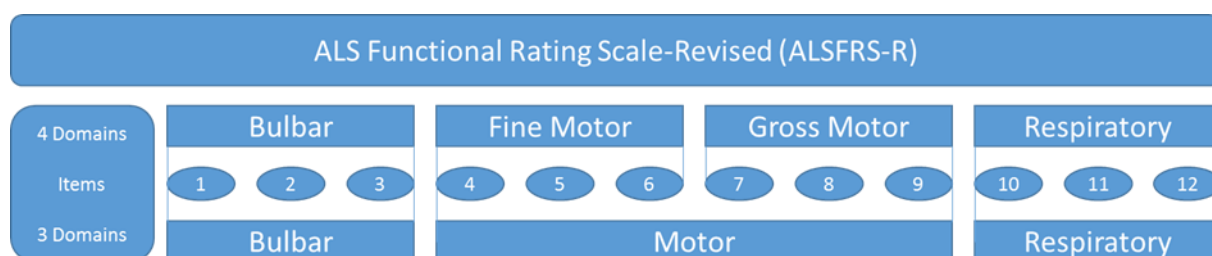 ALS Functional Rating Scale-Revised (ALSFRS-R)
4 Domains Bulbar Fine Motor Gross Motor Respiratory
Items 1 2 3 4 5 6 7 8 9 10 11 12
3 Domains Bulbar Motor Respiratory